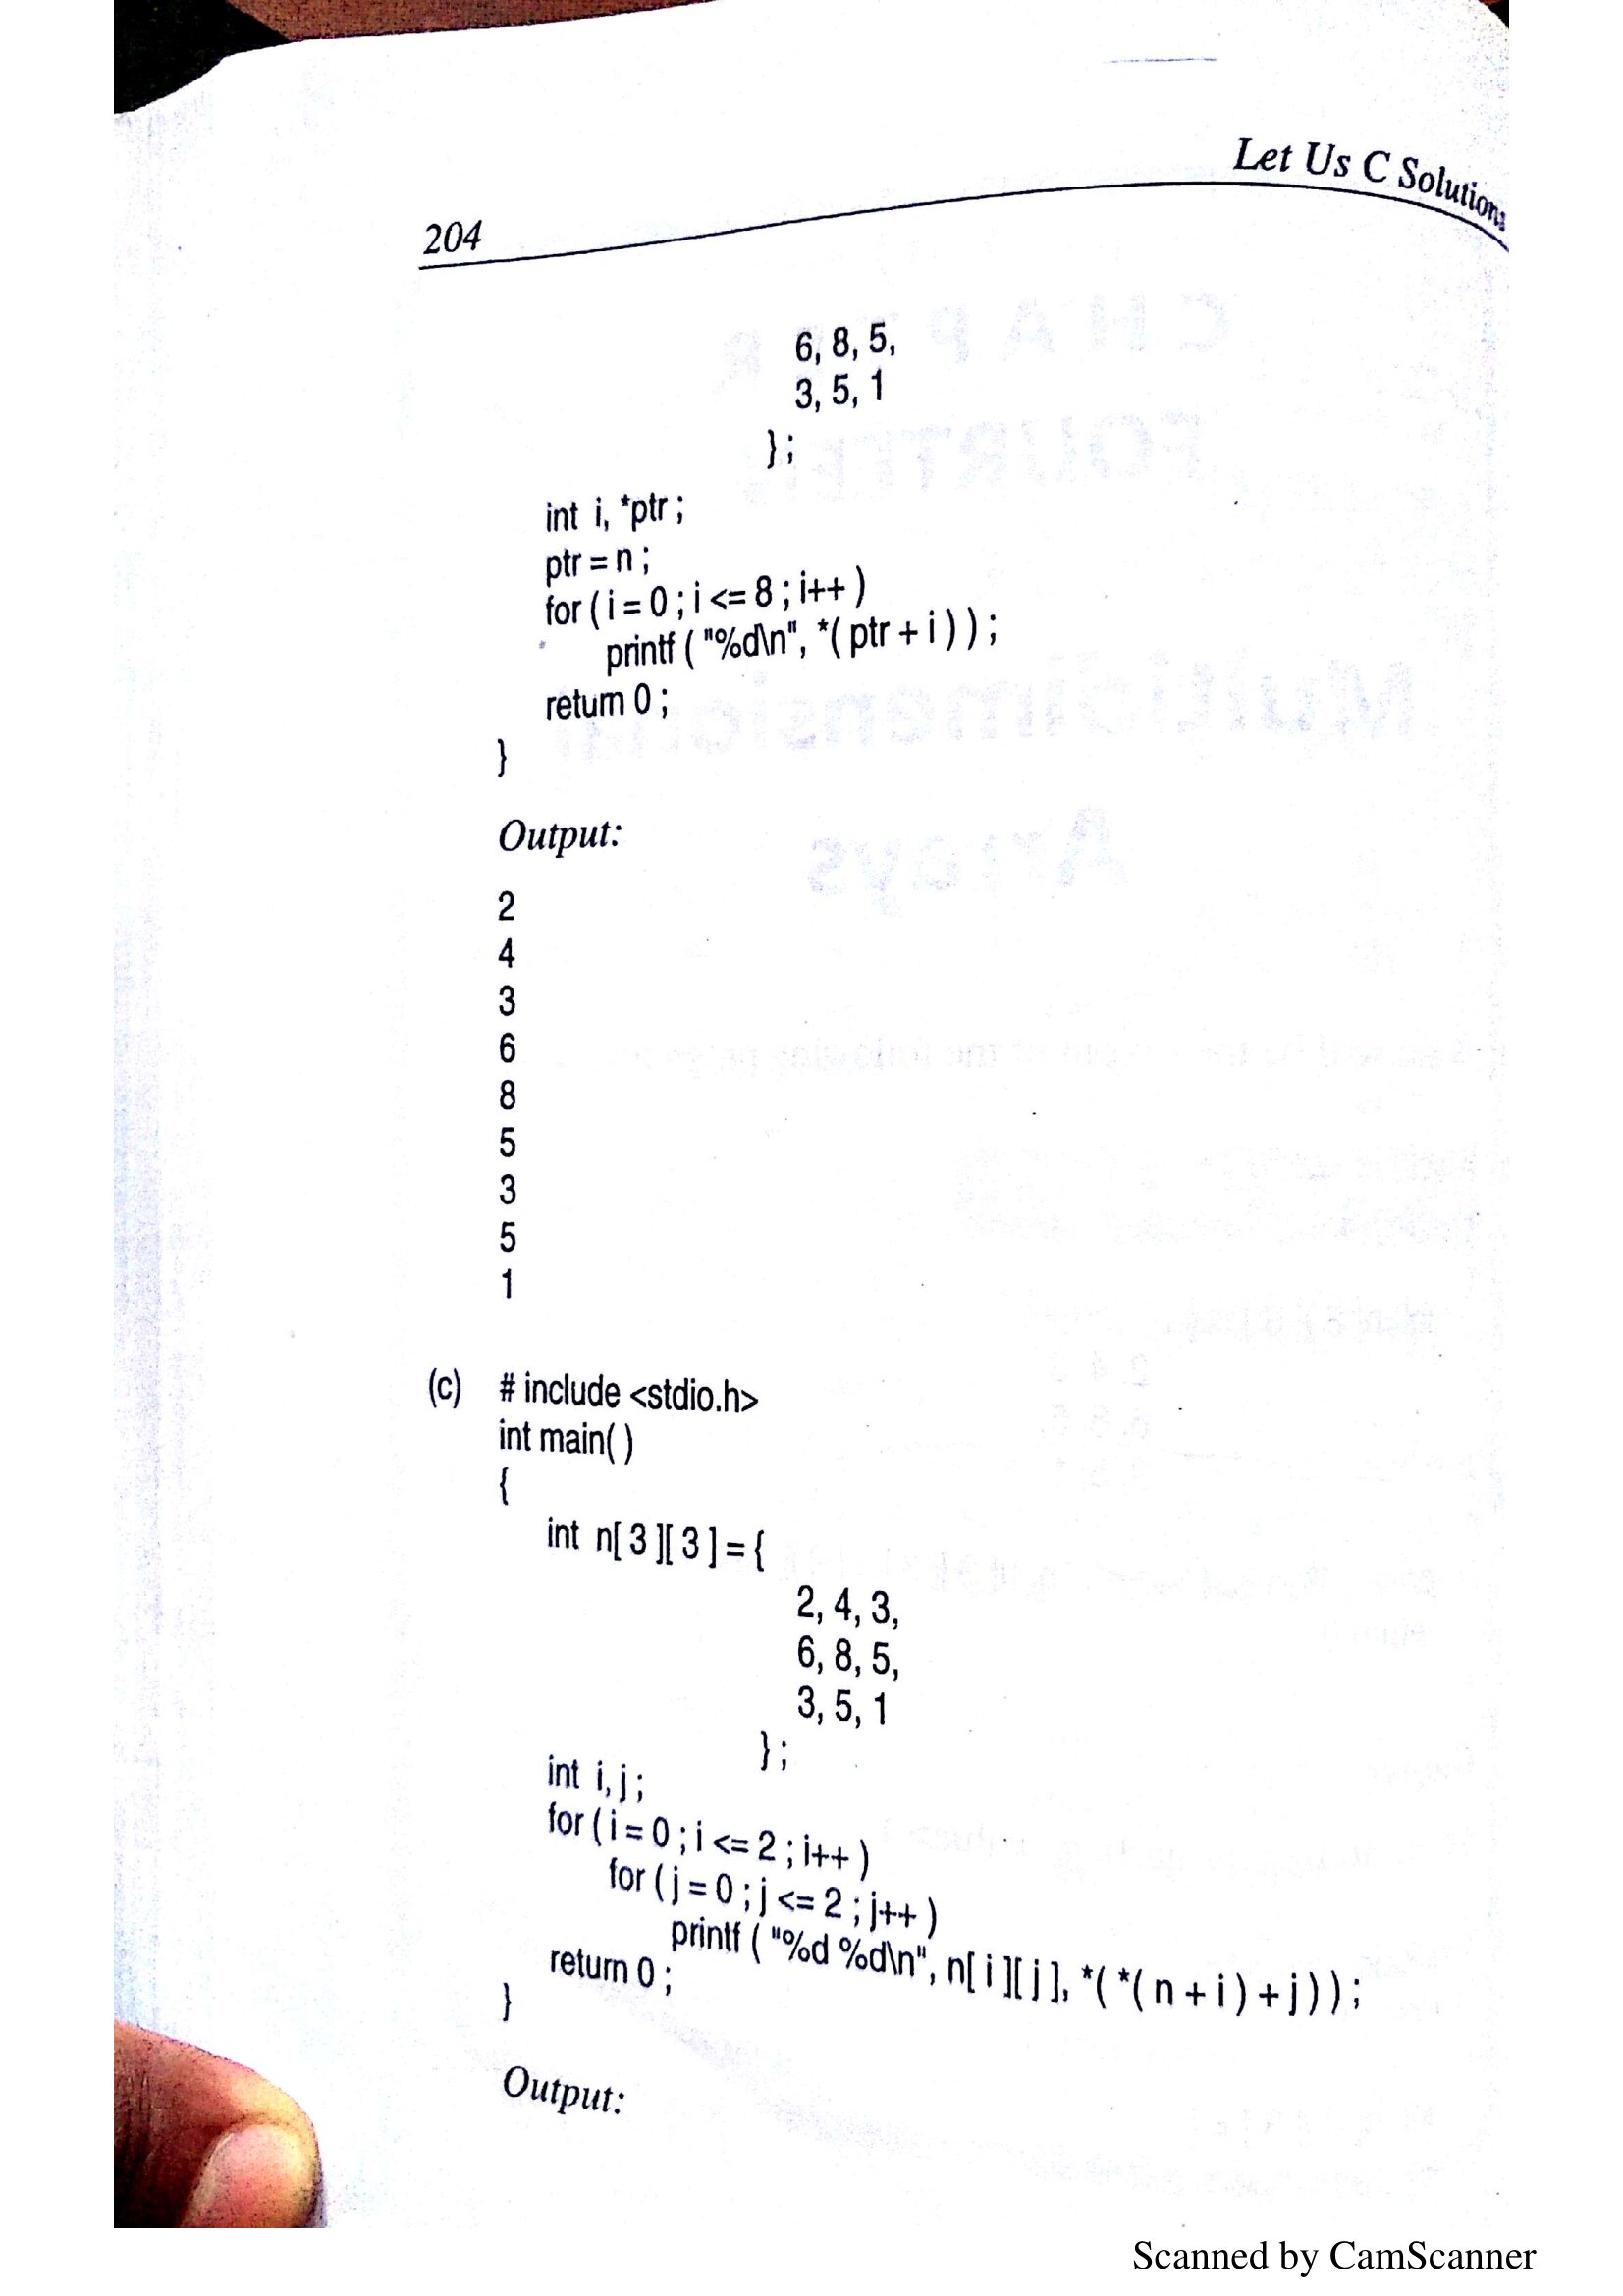 Let Us C Solutions
204
6, 8, 5,
3, 5, 1
} ;
int i, *ptr ;
ptr = n ;
for ( i = 0 ; i <= 8 ; i++ )
printf ( "%d\n", *( ptr + i ) ) ;
return 0 ;
}
Output:
2
4
3
6
8
5
3
5
1
(c) # include <stdio.h>
int main( )
{
int n[ 3 ][ 3 ] = {
2, 4, 3,
6, 8, 5,
3, 5, 1
} ;
int i, j ;
for ( i = 0 ; i <= 2 ; i++ )
for ( j = 0 ; j <= 2 ; j++ )
printf ( "%d %d\n", n[ i ][ j ], *( *( n + i ) + j ) ) ;
return 0 ;
}
Output:
Scanned by CamScanner